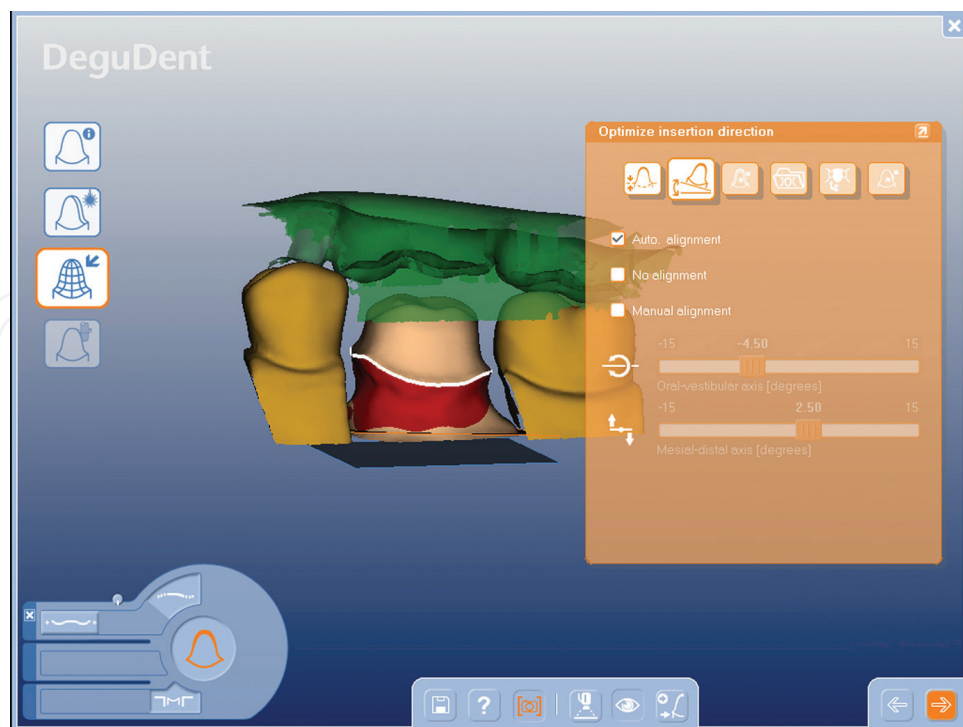 DeguDent
Optimize insertion direction
Auto. alignment
No alignment
Manual alignment
-15 -4.50 15
Oral-vestibular axis [degrees]
-15 2.50 15
Mesial-distal axis [degrees]
?